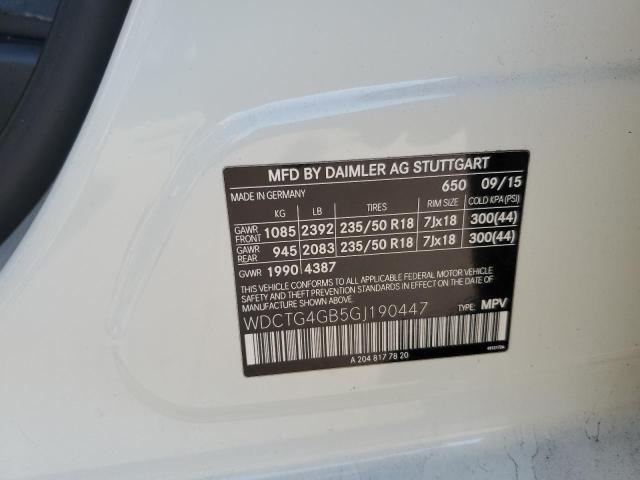 MFD BY DAIMLER AG STUTTGART
MADE IN GERMANY 650 09/15
KG LB TIRES RIM SIZE COLD KPA (PSI)
GAWR FRONT 1085 2392 235/50 R18 7Jx18 300(44)
GAWR REAR 945 2083 235/50 R18 7Jx18 300(44)
GVWR 1990 4387
THIS VEHICLE CONFORMS TO ALL APPLICABLE FEDERAL MOTOR VEHICLE
SAFETY AND THEFT PREVENTION STANDARDS IN EFFECT ON THE DATE OF
MANUFACTURE SHOWN ABOVE.
WDCTG4GB5GJ190447 TYPE: MPV
A 204 817 78 20